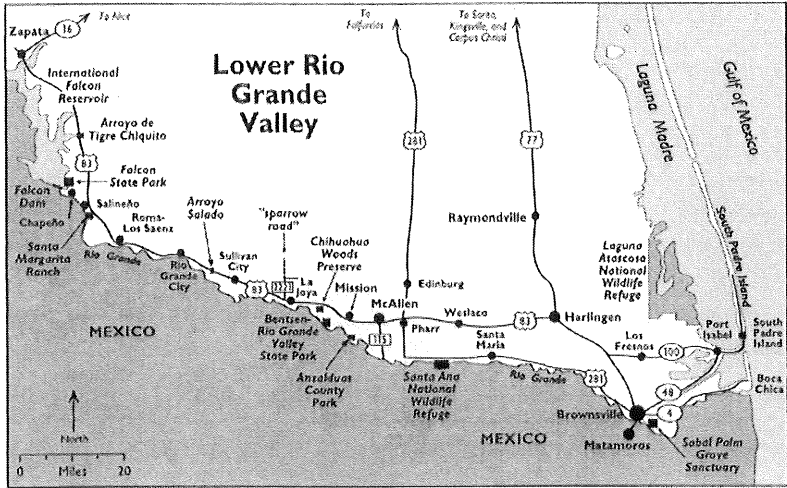 To Alice
16
Zapata
International
Falcon
Reservoir
Arroyo de
Tigre Chiquito
83
Falcon
State Park
Falcon
Dam
Salineño
Chapeño
Roma-
Los Saenz
Santa
Margarita
Ranch
Rio Grande
Rio
Grande
City
Arroyo
Salado
Sullivan
City
83
"sparrow
road"
2221
La
Joya
Chihuahua
Woods
Preserve
Mission
Bentsen-
Rio Grande
Valley
State Park
Anzalduas
County
Park
McAllen
115
Lower Rio
Grande
Valley
To
Falfurrias
281
Edinburg
Pharr
Weslaco
83
Santa
Maria
Santa Ana
National
Wildlife
Refuge
Rio Grande
281
To Sarita,
Kingsville, and
Corpus Christi
77
Raymondville
Harlingen
Laguna
Atascosa
National
Wildlife
Refuge
Laguna Madre
Gulf of Mexico
South Padre Island
Los
Fresnos
100
Port
Isabel
South
Padre
Island
48
4
Boca
Chica
Brownsville
Matamoros
Sabal Palm
Grove
Sanctuary
MEXICO
MEXICO
North
0
20
Miles